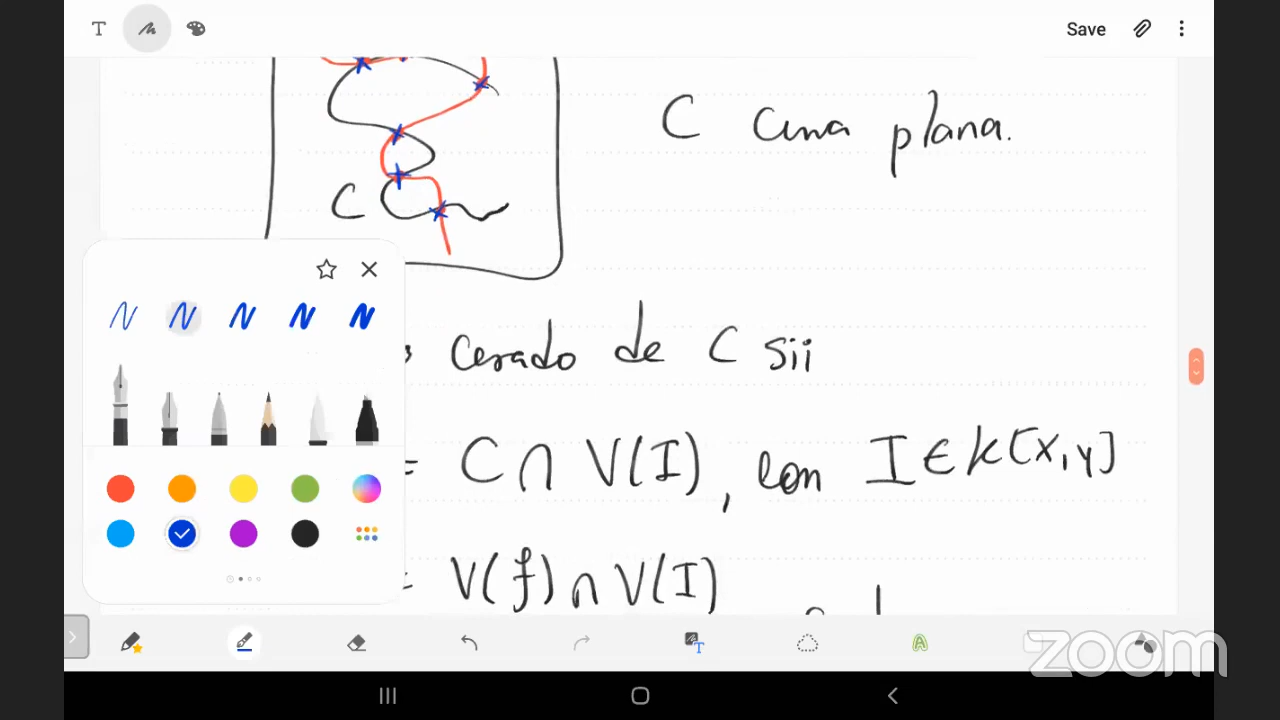 T Save
C Curva plana.
C
Cerrado de C sii
= C ∩ V(I), con I ∈ K[x,y]
= V(f) ∩ V(I)
zoom